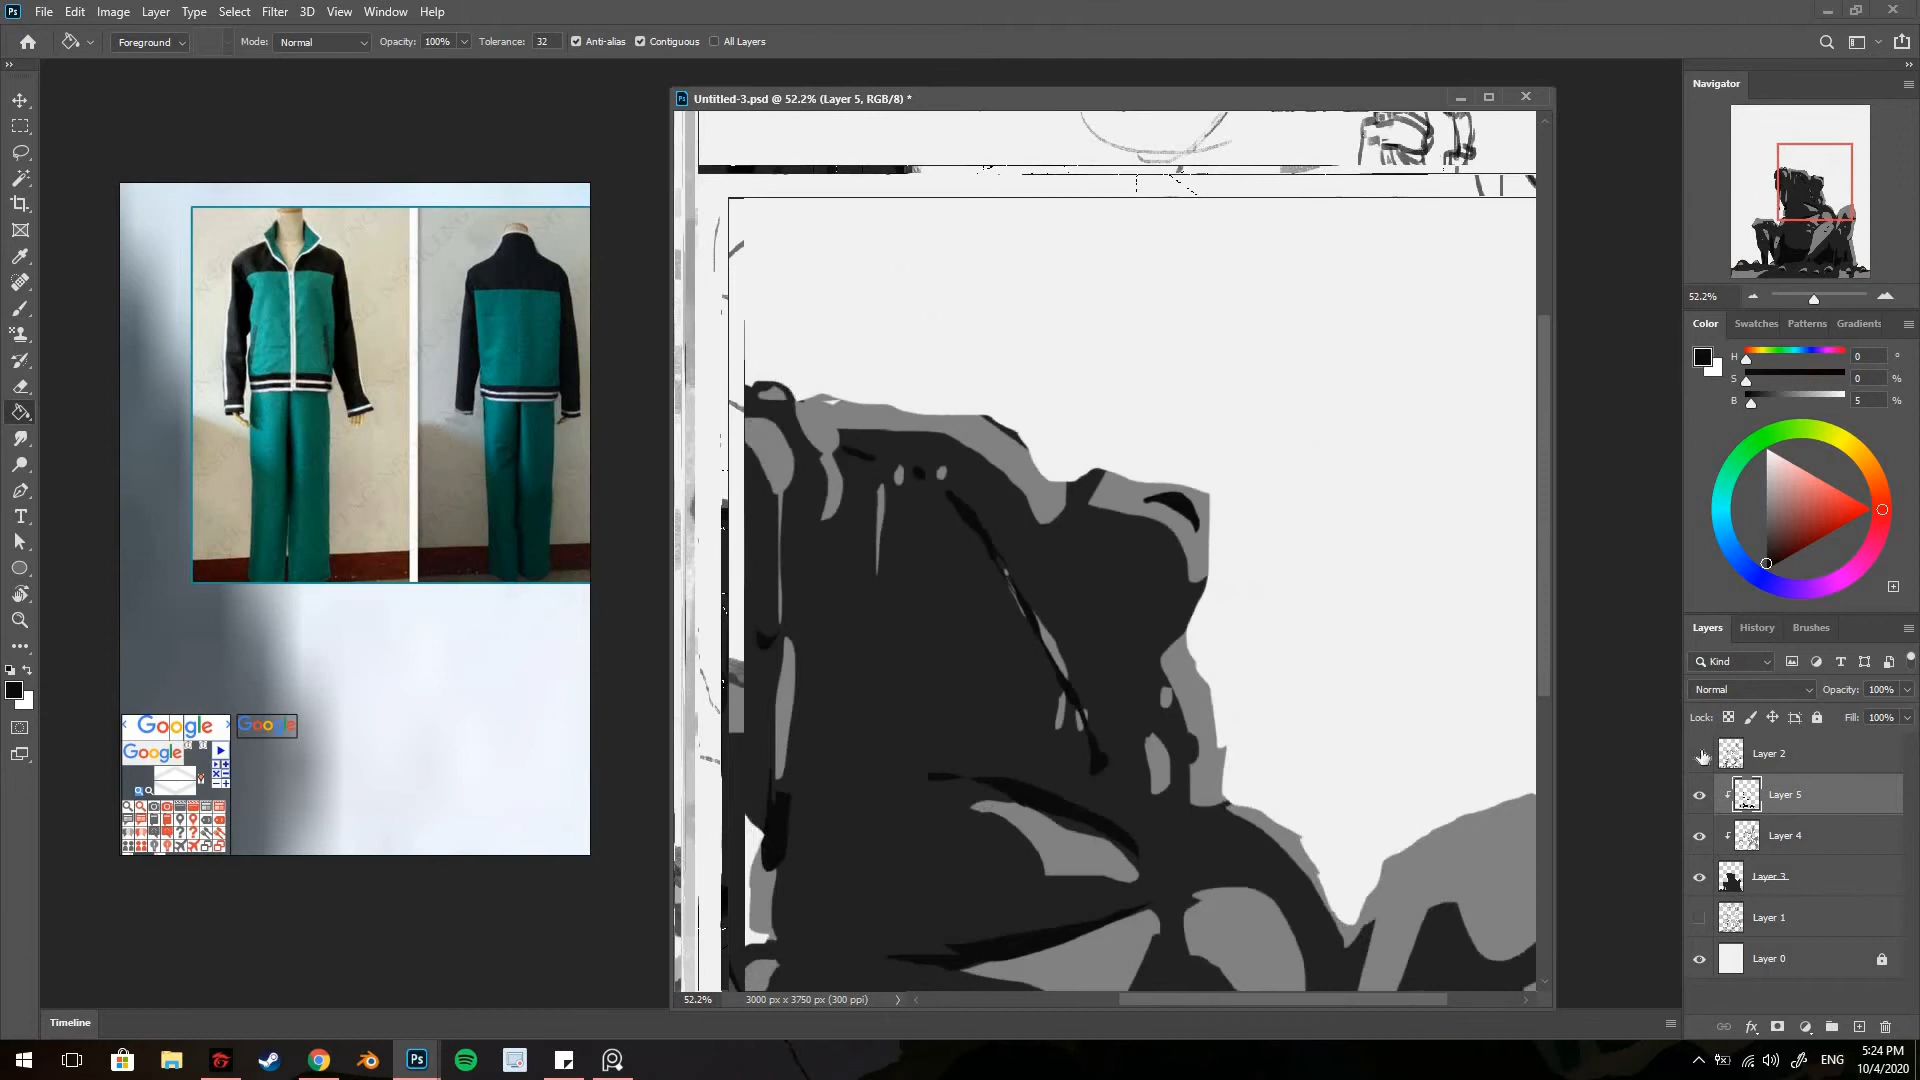 Ps File Edit Image Layer Type Select Filter 3D View Window Help
Foreground Mode: Normal Opacity: 100% Tolerance: 32 Anti-alias Contiguous All Layers
Untitled-3.psd @ 52.2% (Layer 5, RGB/8) *
Navigator
52.2%
Color Swatches Patterns Gradients
H 0 °
S 0 %
B 5 %
Layers History Brushes
Kind
Normal Opacity: 100%
Lock: Fill: 100%
Layer 2
Layer 5
Layer 4
Layer 3
Layer 1
Layer 0
Google Google
Google
52.2% 3000 px x 3750 px (300 ppi)
Timeline
Ps ENG 5:24 PM
10/4/2020